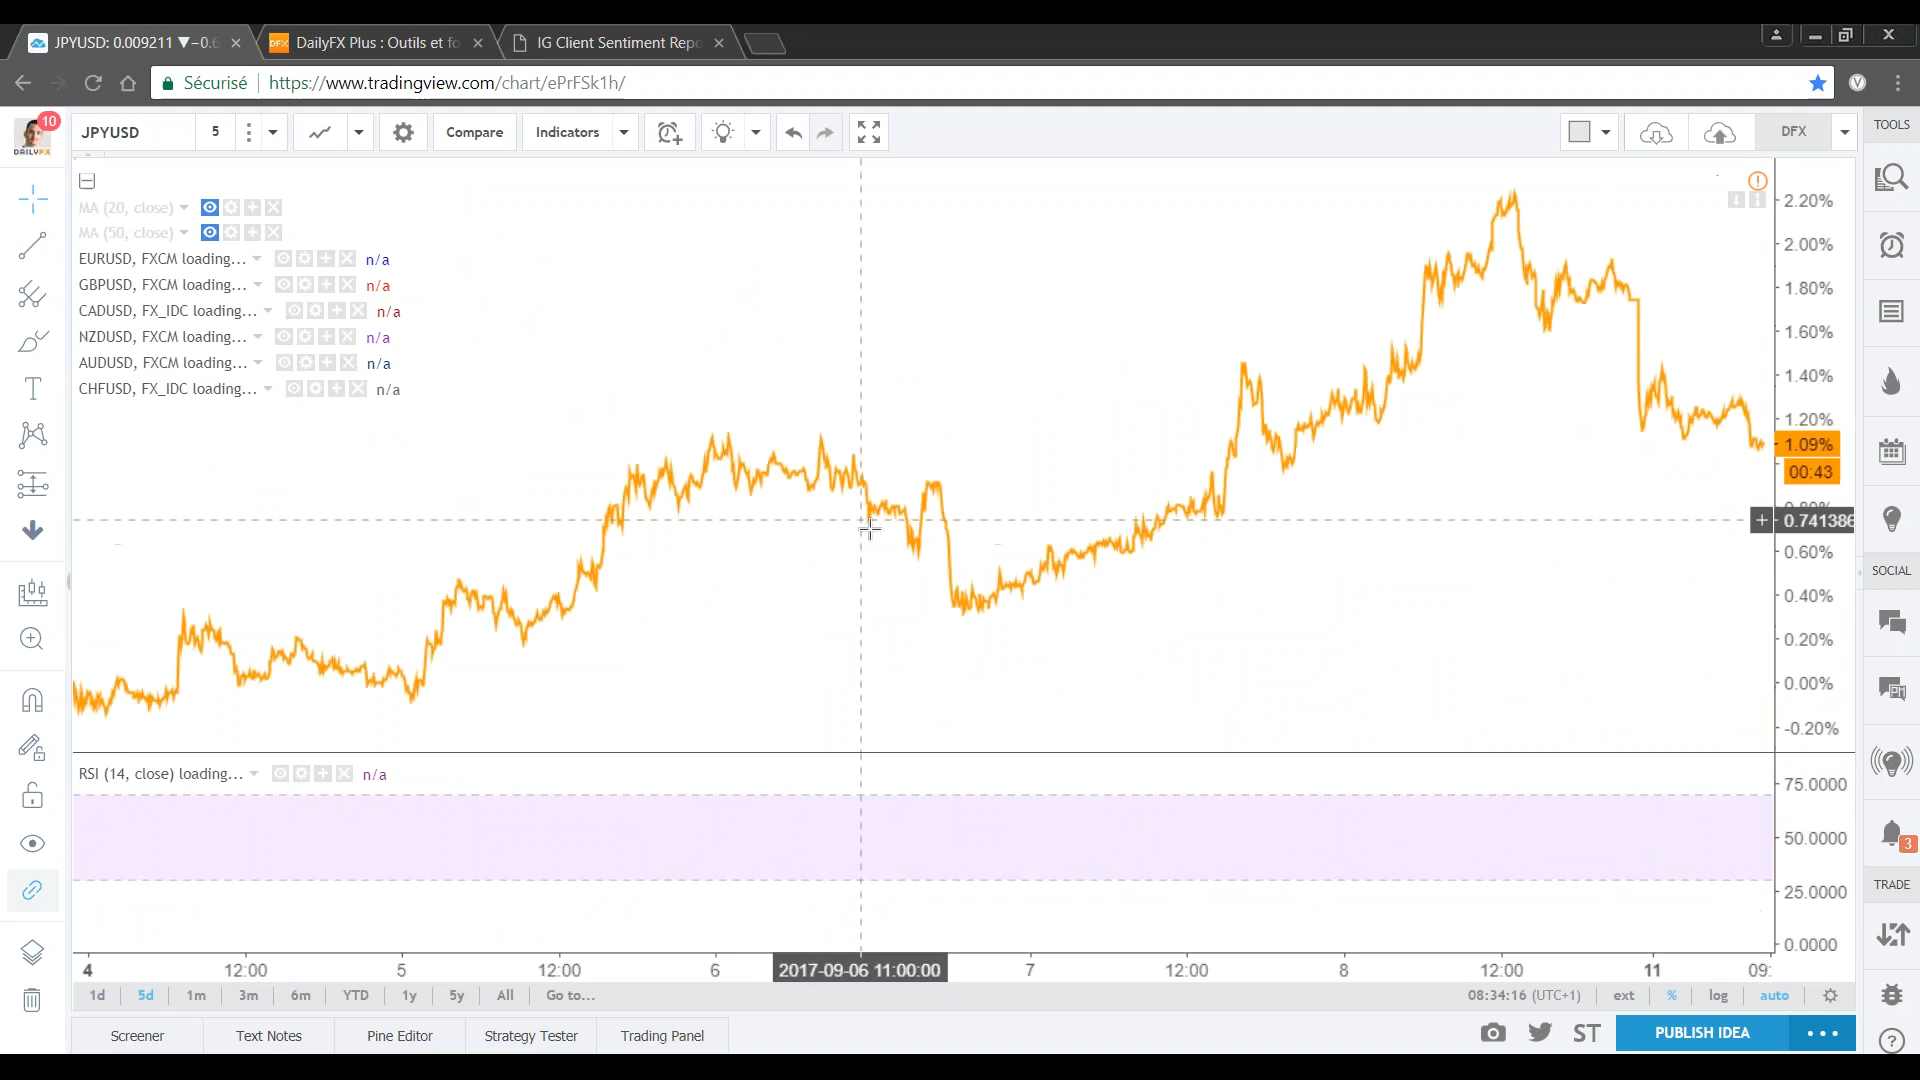 JPYUSD: 0.009211 ▼−0.6
DFX DailyFX Plus : Outils et fo
IG Client Sentiment Repo
Sécurisé https://www.tradingview.com/chart/ePrFSk1h/
V
10
DAILYFX
JPYUSD 5 Compare Indicators DFX TOOLS
MA (20, close)
MA (50, close)
EURUSD, FXCM loading... n/a
GBPUSD, FXCM loading... n/a
CADUSD, FX_IDC loading... n/a
NZDUSD, FXCM loading... n/a
AUDUSD, FXCM loading... n/a
CHFUSD, FX_IDC loading... n/a
2.20%
2.00%
1.80%
1.60%
1.40%
1.20%
1.09%
00:43
0.741386
0.60%
0.40%
0.20%
0.00%
-0.20%
SOCIAL
RSI (14, close) loading... n/a
75.0000
50.0000
25.0000
0.0000
3
TRADE
4 12:00 5 12:00 6 2017-09-06 11:00:00 7 12:00 8 12:00 11 09:
1d 5d 1m 3m 6m YTD 1y 5y All Go to... 08:34:16 (UTC+1) ext % log auto
Screener Text Notes Pine Editor Strategy Tester Trading Panel ST PUBLISH IDEA